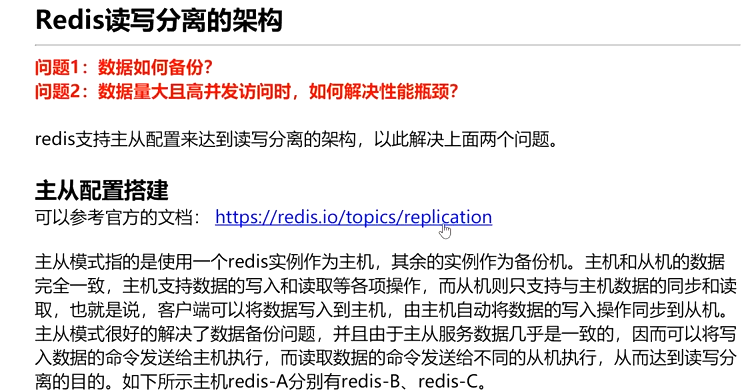 Redis读写分离的架构
问题1：数据如何备份？
问题2：数据量大且高并发访问时，如何解决性能瓶颈？
redis支持主从配置来达到读写分离的架构，以此解决上面两个问题。
主从配置搭建
可以参考官方的文档： https://redis.io/topics/replication
主从模式指的是使用一个redis实例作为主机，其余的实例作为备份机。主机和从机的数据
完全一致，主机支持数据的写入和读取等各项操作，而从机则只支持与主机数据的同步和读
取，也就是说，客户端可以将数据写入到主机，由主机自动将数据的写入操作同步到从机。
主从模式很好的解决了数据备份问题，并且由于主从服务数据几乎是一致的，因而可以将写
入数据的命令发送给主机执行，而读取数据的命令发送给不同的从机执行，从而达到读写分
离的目的。如下所示主机redis-A分别有redis-B、redis-C。